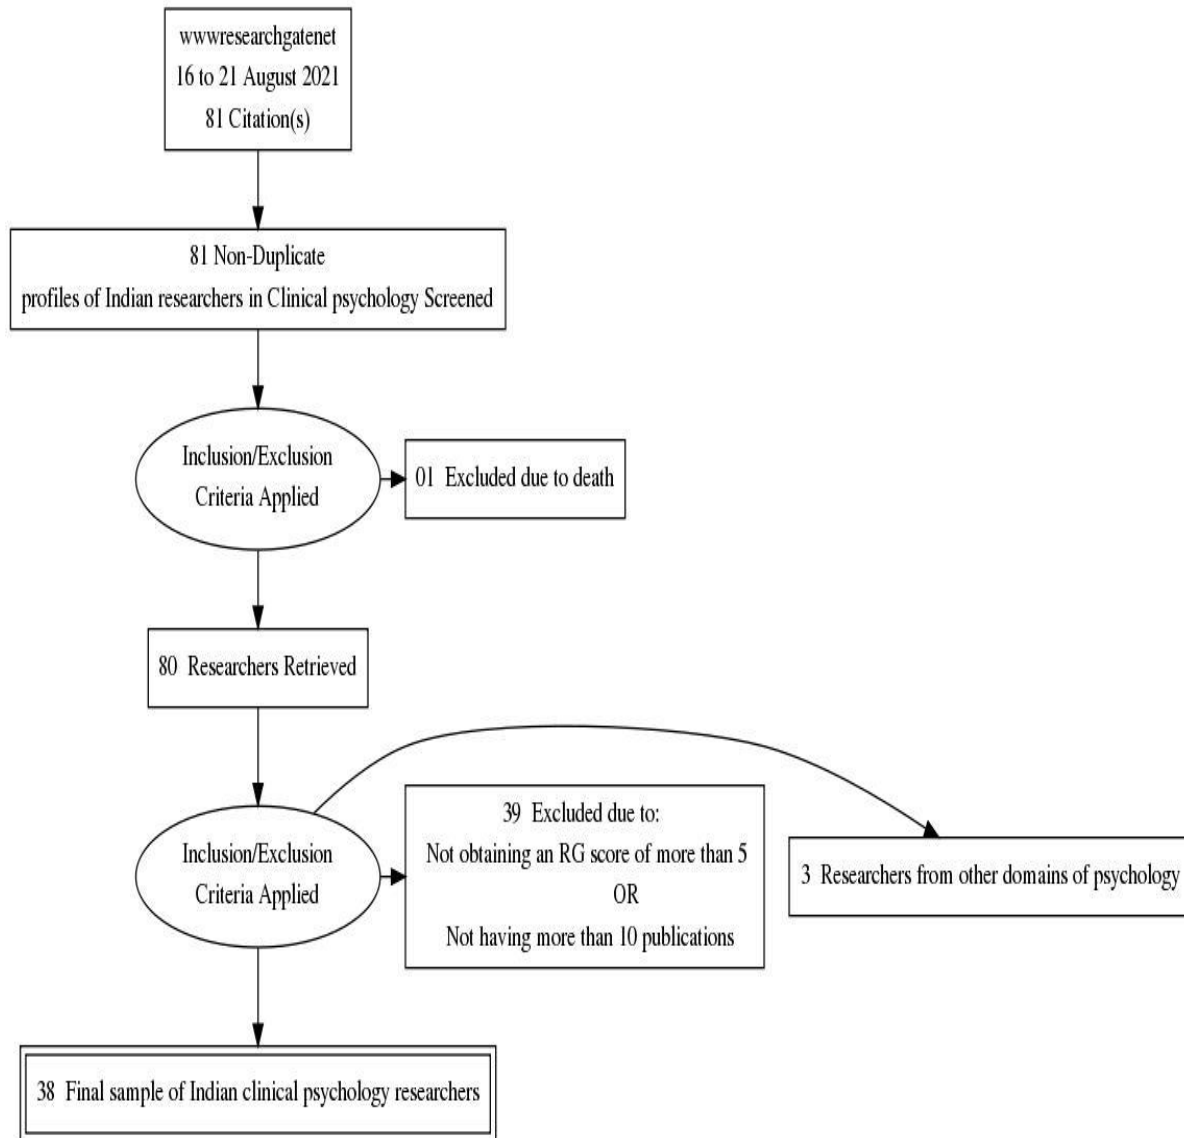 wwwresearchgatenet
16 to 21 August 2021
81 Citation(s)
81 Non-Duplicate
profiles of Indian researchers in Clinical psychology Screened
Inclusion/Exclusion
Criteria Applied
01 Excluded due to death
80 Researchers Retrieved
Inclusion/Exclusion
Criteria Applied
39 Excluded due to:
Not obtaining an RG score of more than 5
OR
Not having more than 10 publications
3 Researchers from other domains of psychology
38 Final sample of Indian clinical psychology researchers